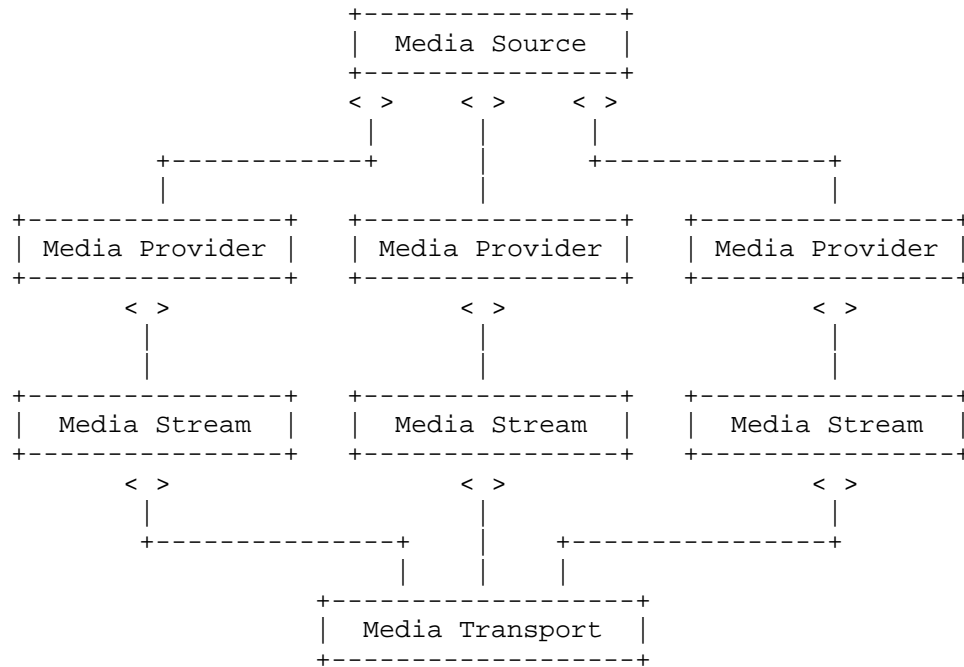 Media Source
< > < > < >
Media Provider Media Provider Media Provider
< > < > < >
Media Stream Media Stream Media Stream
< > < > < >
Media Transport